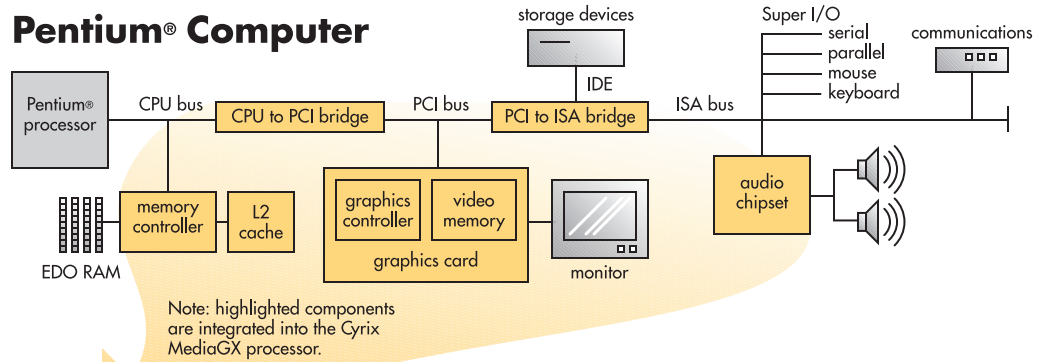 Pentium® Computer
storage devices
Super I/O
serial
parallel
mouse
keyboard
communications
IDE
Pentium®
processor
CPU bus
CPU to PCI bridge
PCI bus
PCI to ISA bridge
ISA bus
memory
controller
L2
cache
EDO RAM
graphics
controller
video
memory
graphics card
monitor
audio
chipset
Note: highlighted components
are integrated into the Cyrix
MediaGX processor.